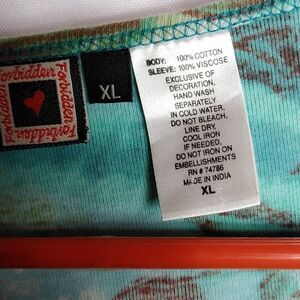 Forbidden
XL
BODY: 100% COTTON
SLEEVE: 100% VISCOSE
EXCLUSIVE OF
DECORATION.
HAND WASH
SEPARATELY
IN COLD WATER.
DO NOT BLEACH.
LINE DRY.
COOL IRON
IF NEEDED.
DO NOT IRON ON
EMBELLISHMENTS
RN # 74786
MADE IN INDIA
XL